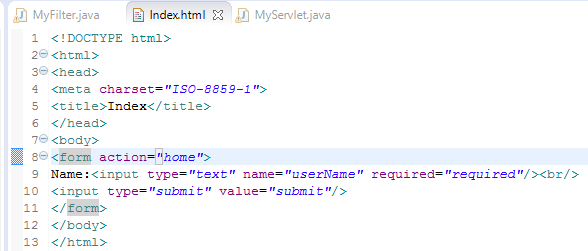 MyFilter.java Index.html MyServlet.java
1 <!DOCTYPE html>
2 <html>
3 <head>
4 <meta charset="ISO-8859-1">
5 <title>Index</title>
6 </head>
7 <body>
8 <form action="home">
9 Name:<input type="text" name="userName" required="required"/><br/>
10 <input type="submit" value="submit"/>
11 </form>
12 </body>
13 </html>